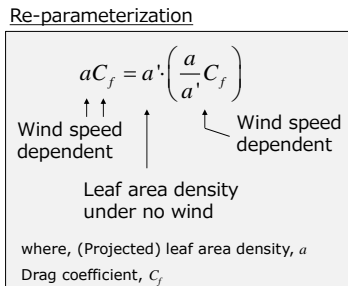 Re-parameterization
aC_f = a'·(a/a' C_f)
Wind speed
dependent
Wind speed
dependent
Leaf area density
under no wind
where, (Projected) leaf area density, a
Drag coefficient, C_f